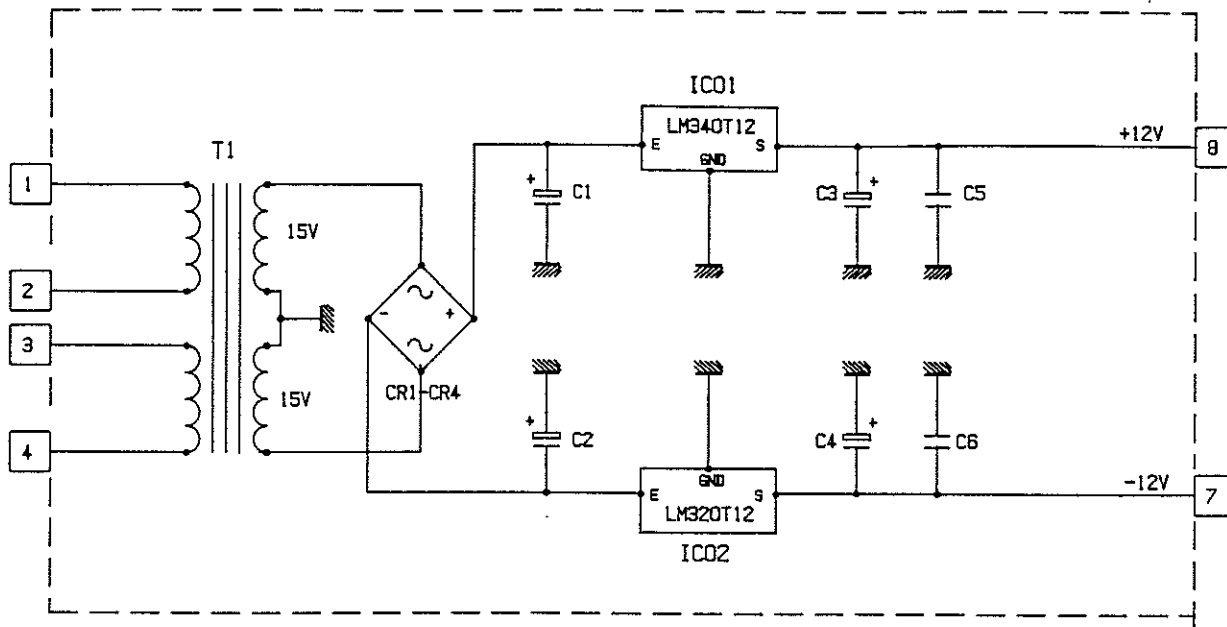 IC01
LM340T12
E
S
GND
+12V
8
T1
1
+
C1
C3
+
C5
15V
2
-
+
3
15V
CR1-CR4
+
C2
C4
+
C6
4
GND
E
S
LM320T12
-12V
7
IC02